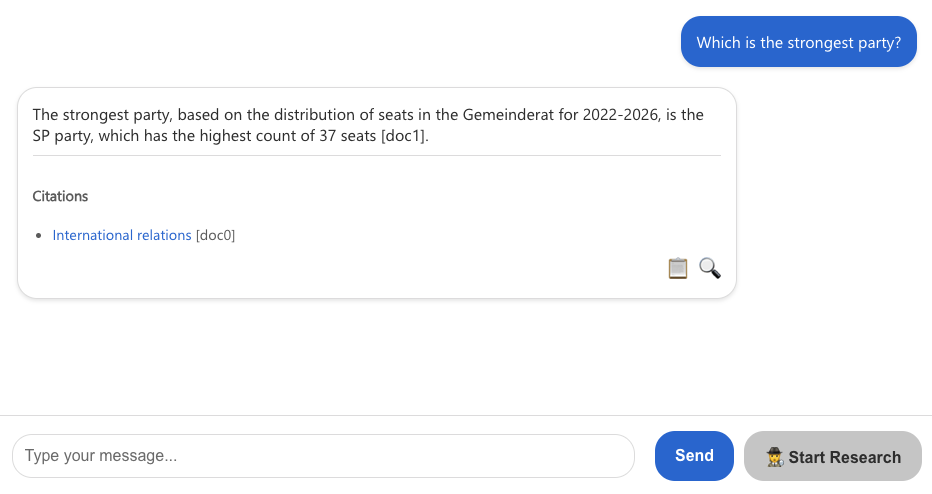 Which is the strongest party?
The strongest party, based on the distribution of seats in the Gemeinderat for 2022-2026, is the
SP party, which has the highest count of 37 seats [doc1].
Citations
• International relations [doc0]
Type your message...
Send
Start Research